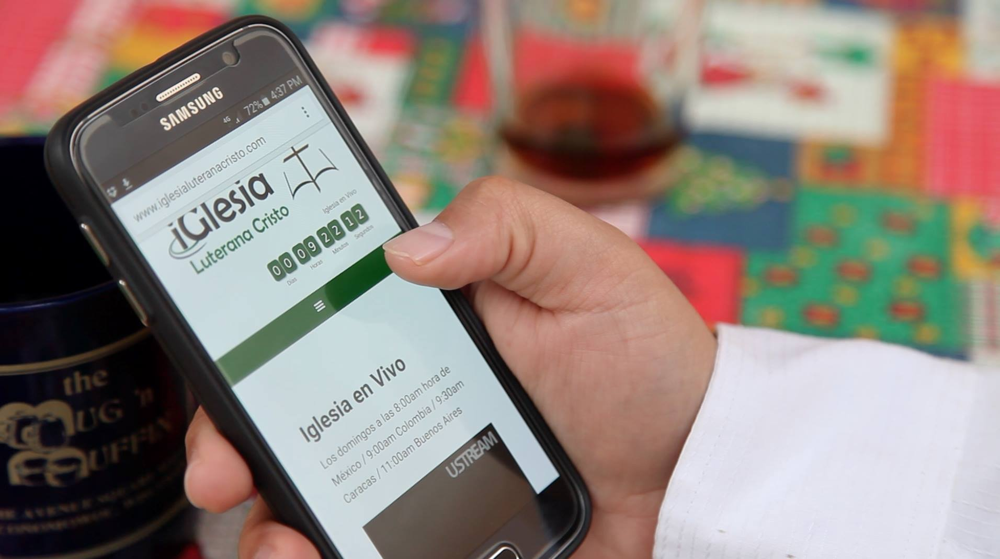 SAMSUNG
4G 72% 4:37 PM
www.iglesialuteranacristo.com
iGlesia
Luterana Cristo
Iglesia en Vivo
00 09 22 12
Días Horas Minutos Segundos
Iglesia en Vivo
Los domingos a las 8:00am hora de
México / 9:00am Colombia / 9:30am
Caracas / 11:00am Buenos Aires
USTREAM
the
MUG 'n
MUFFIN